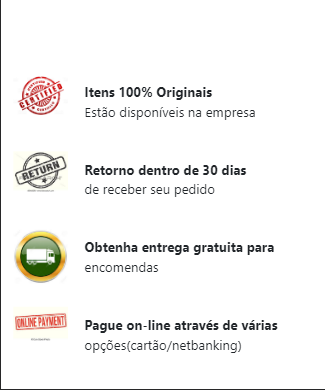 CERTIFIED
Itens 100% Originais
Estão disponíveis na empresa
RETURN
Retorno dentro de 30 dias
de receber seu pedido
Obtenha entrega gratuita para
encomendas
ONLINE PAYMENT
Pague on-line através de várias
opções(cartão/netbanking)